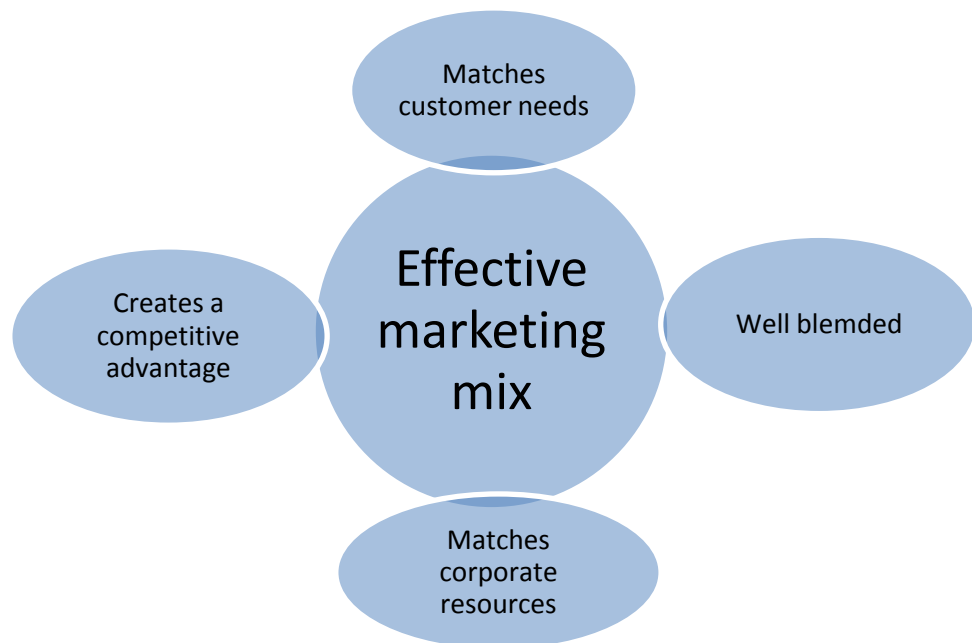 Matches
customer needs
Effective
marketing
mix
Creates a
competitive
advantage
Well blemded
Matches
corporate
resources